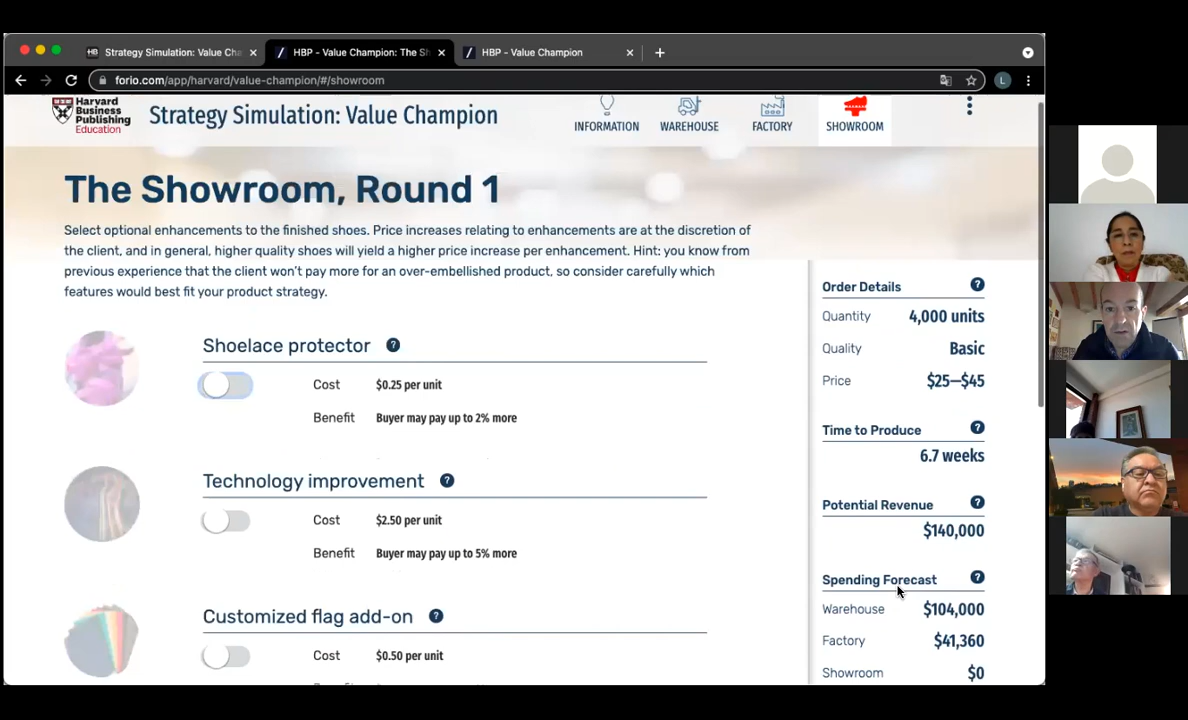 Strategy Simulation: Value Cha
HBP - Value Champion: The Sh
HBP - Value Champion
forio.com/app/harvard/value-champion/#/showroom
L
Harvard
Business
Publishing
Education
Strategy Simulation: Value Champion
INFORMATION
WAREHOUSE
FACTORY
SHOWROOM
The Showroom, Round 1
Select optional enhancements to the finished shoes. Price increases relating to enhancements are at the discretion of
the client, and in general, higher quality shoes will yield a higher price increase per enhancement. Hint: you know from
previous experience that the client won't pay more for an over-embellished product, so consider carefully which
features would best fit your product strategy.
Shoelace protector ?
Cost $0.25 per unit
Benefit Buyer may pay up to 2% more
Technology improvement ?
Cost $2.50 per unit
Benefit Buyer may pay up to 5% more
Customized flag add-on ?
Cost $0.50 per unit
Order Details ?
Quantity 4,000 units
Quality Basic
Price $25—$45
Time to Produce ?
6.7 weeks
Potential Revenue ?
$140,000
Spending Forecast ?
Warehouse $104,000
Factory $41,360
Showroom $0